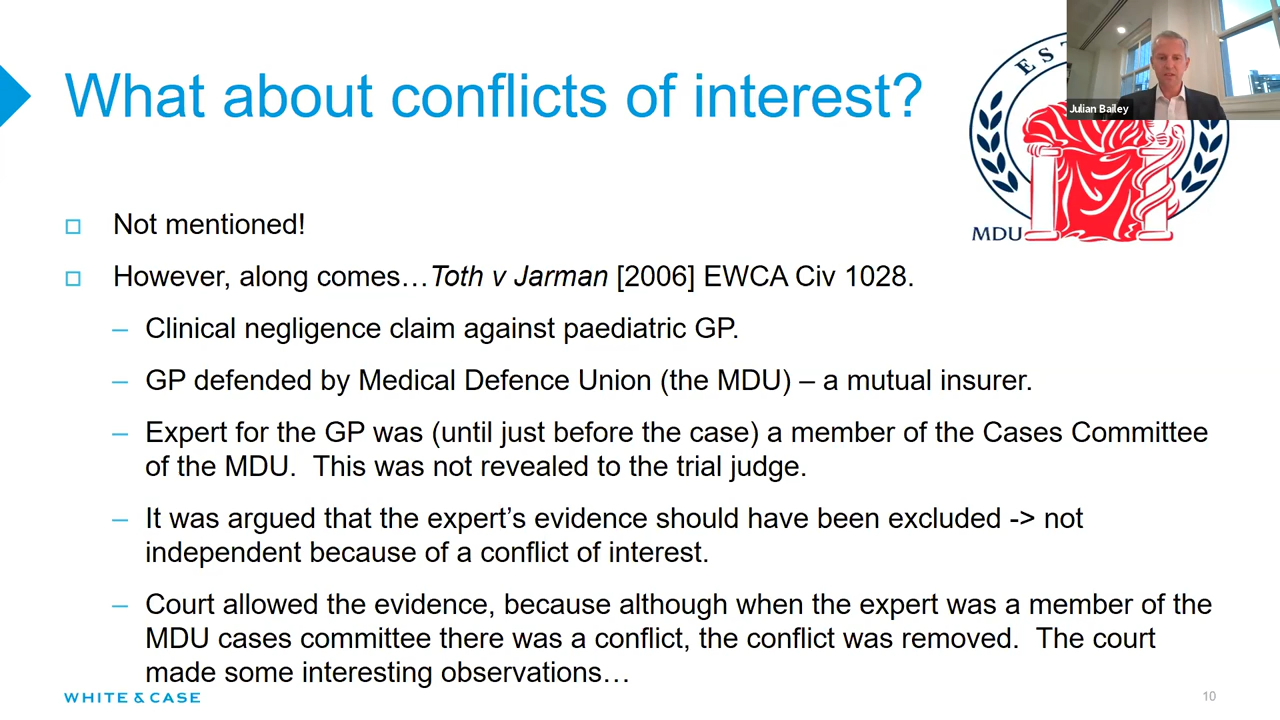 What about conflicts of interest?
EST
Julian Bailey
MDU
Not mentioned!
However, along comes…Toth v Jarman [2006] EWCA Civ 1028.
– Clinical negligence claim against paediatric GP.
– GP defended by Medical Defence Union (the MDU) – a mutual insurer.
– Expert for the GP was (until just before the case) a member of the Cases Committee
of the MDU.  This was not revealed to the trial judge.
– It was argued that the expert’s evidence should have been excluded -> not
independent because of a conflict of interest.
– Court allowed the evidence, because although when the expert was a member of the
MDU cases committee there was a conflict, the conflict was removed.  The court
made some interesting observations…
WHITE & CASE
10